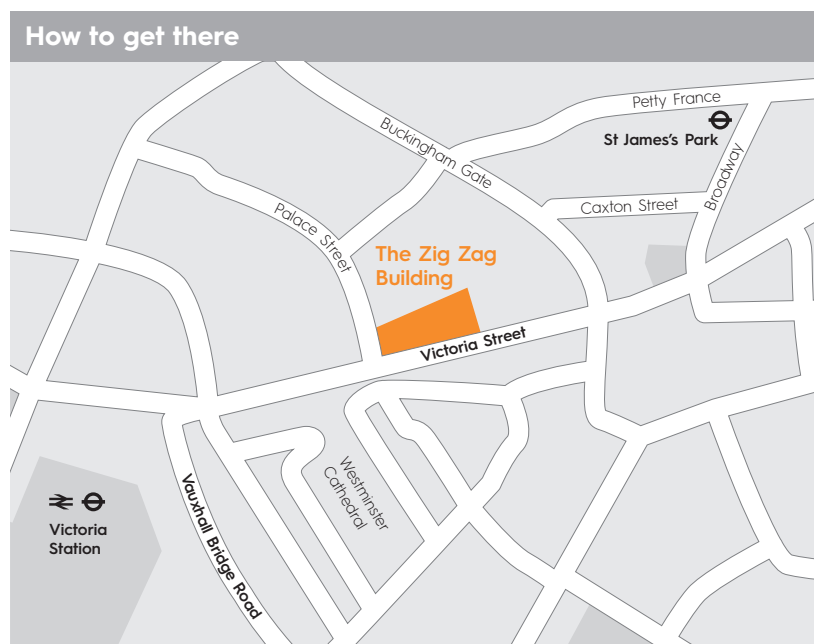 How to get there
Petty France
St James's Park
Buckingham Gate
Broadway
Caxton Street
Palace Street
The Zig Zag
Building
Victoria Street
Westminster
Cathedral
Vauxhall Bridge Road
Victoria
Station